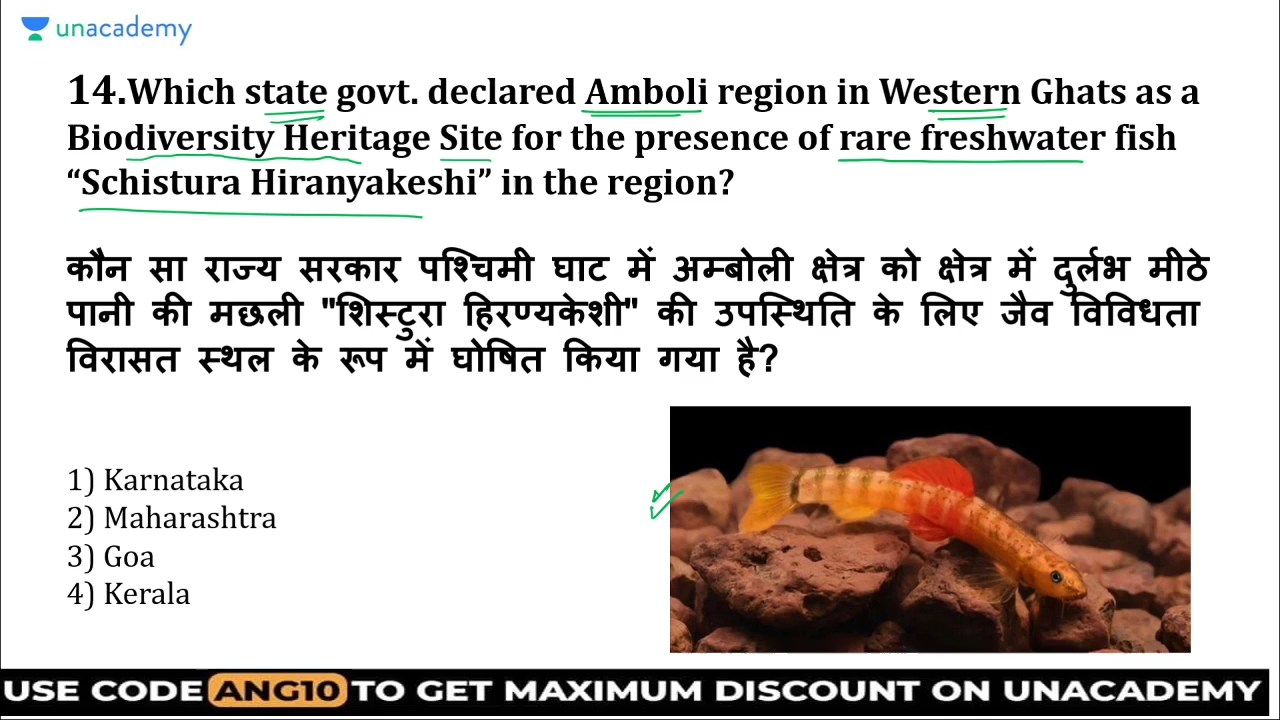 unacademy
14.Which state govt. declared Amboli region in Western Ghats as a
Biodiversity Heritage Site for the presence of rare freshwater fish
“Schistura Hiranyakeshi” in the region?
कौन सा राज्य सरकार पश्चिमी घाट में अम्बोली क्षेत्र को क्षेत्र में दुर्लभ मीठे
पानी की मछली "शिस्टुरा हिरण्यकेशी" की उपस्थिति के लिए जैव विविधता
विरासत स्थल के रूप में घोषित किया गया है?
1) Karnataka
2) Maharashtra
3) Goa
4) Kerala
USE CODE ANG10 TO GET MAXIMUM DISCOUNT ON UNACADEMY